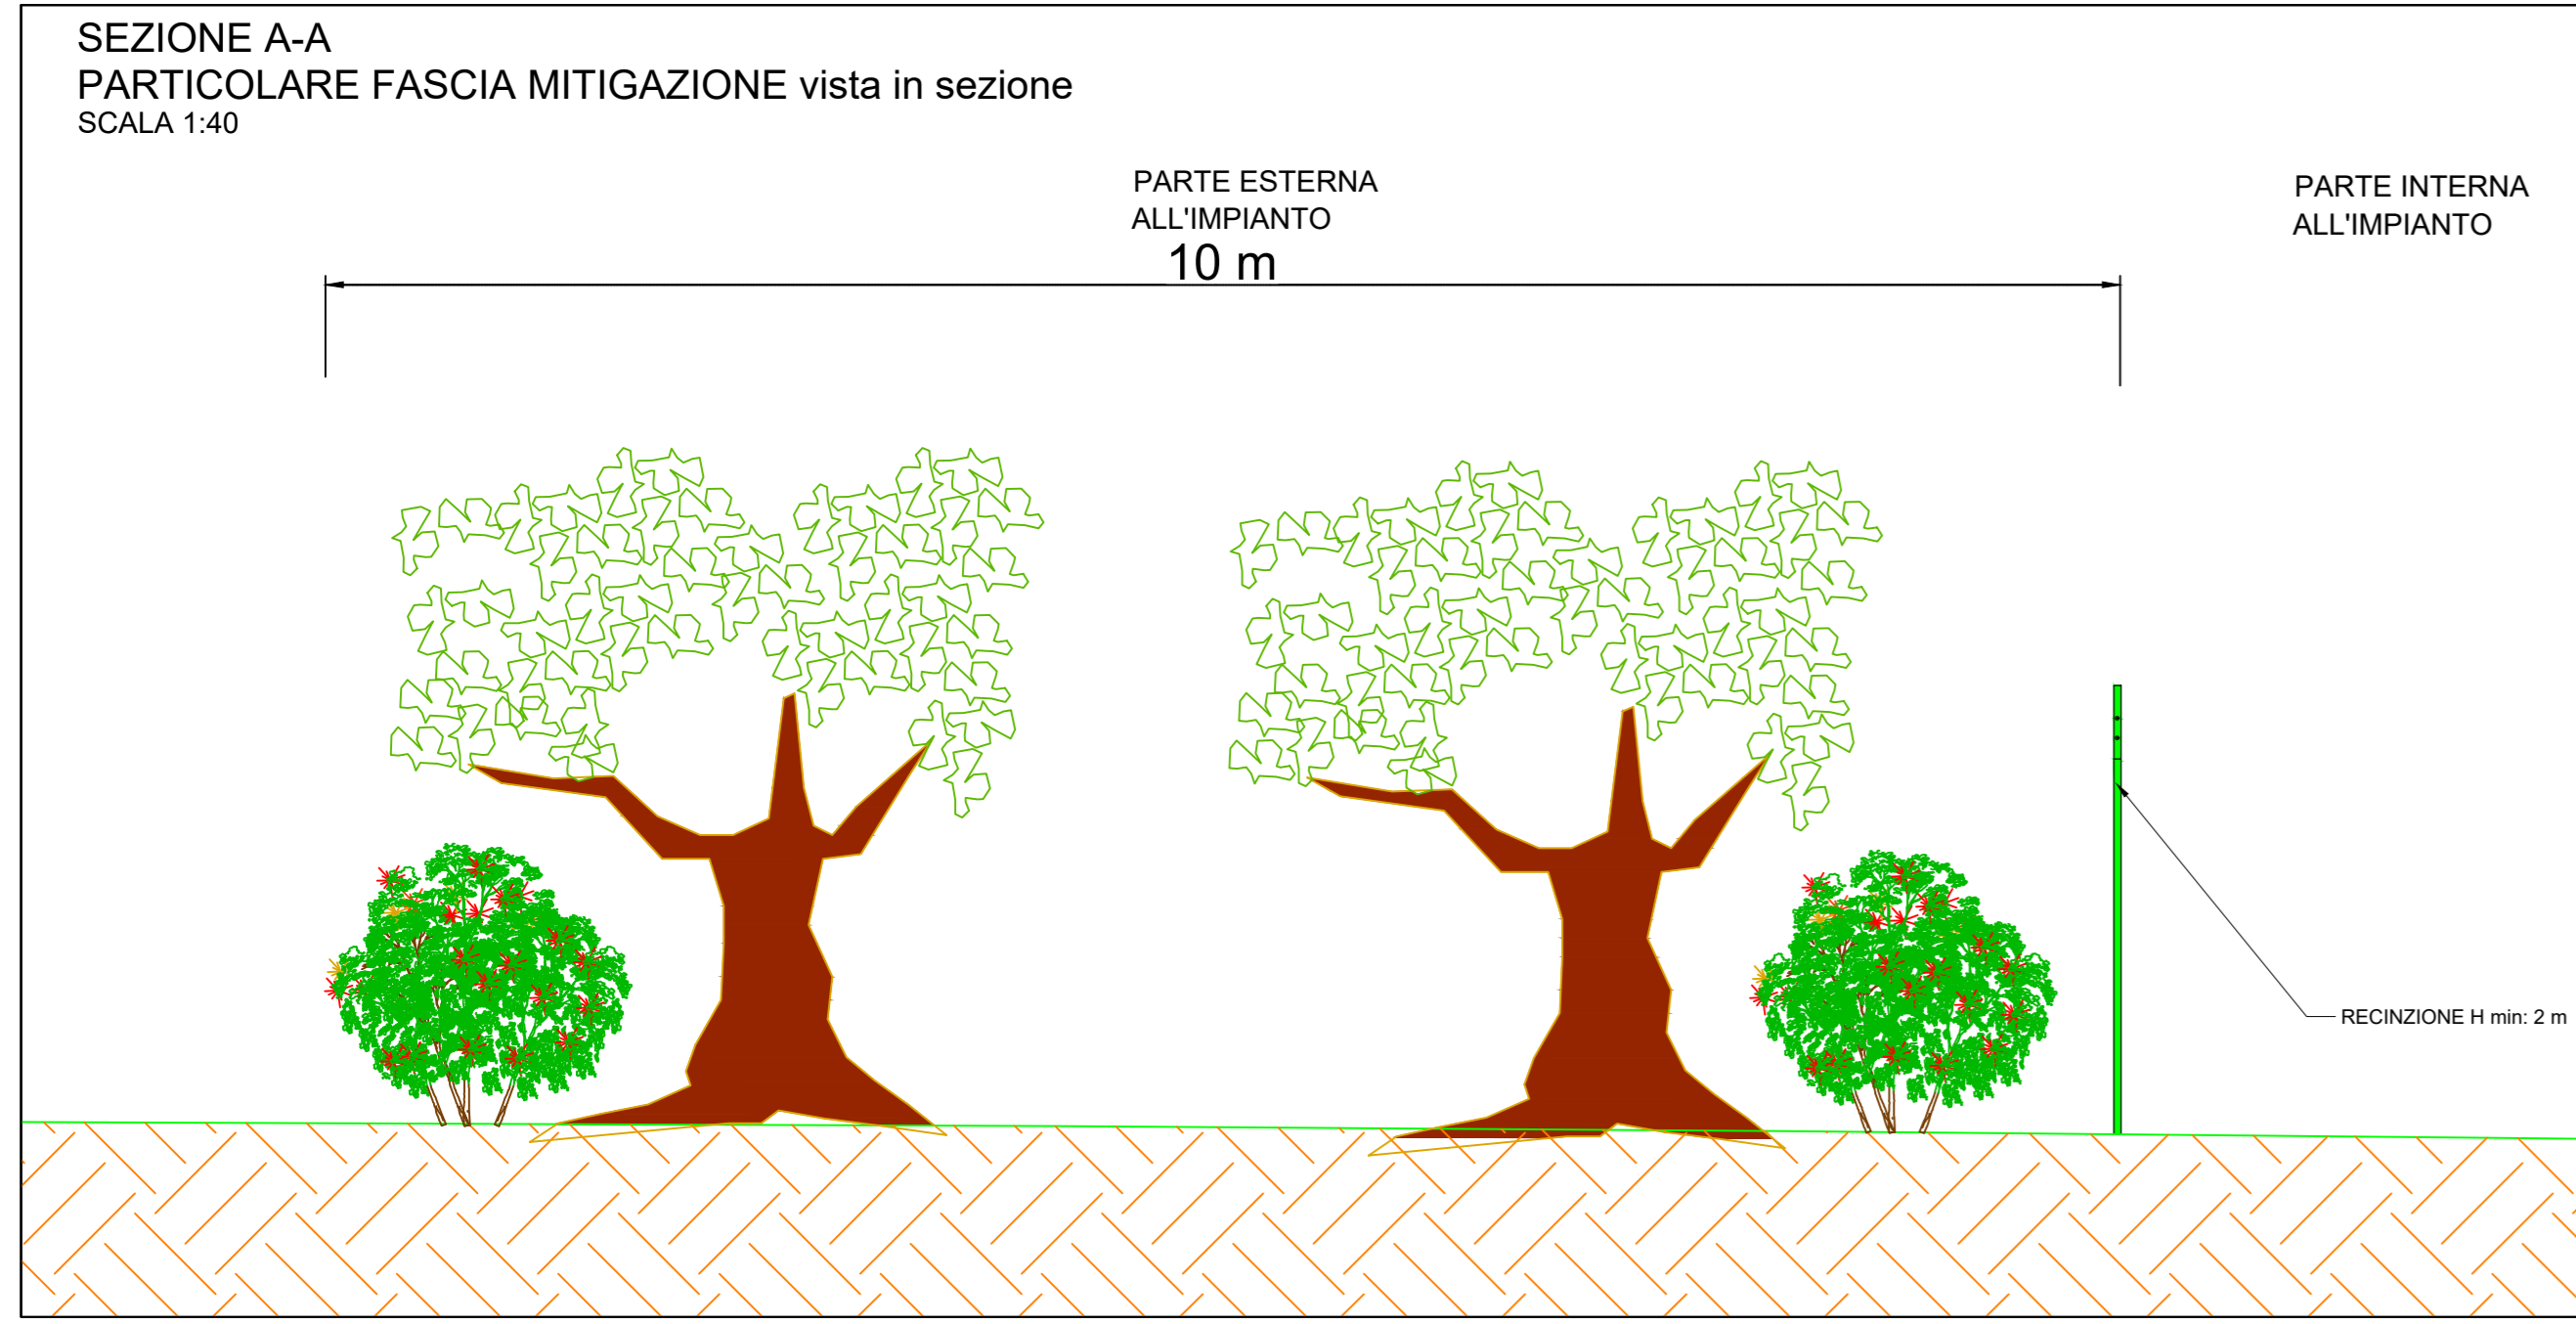 SEZIONE A-A
PARTICOLARE FASCIA MITIGAZIONE vista in sezione
SCALA 1:40
PARTE ESTERNA
ALL'IMPIANTO
10 m
PARTE INTERNA
ALL'IMPIANTO
RECINZIONE H min: 2 m